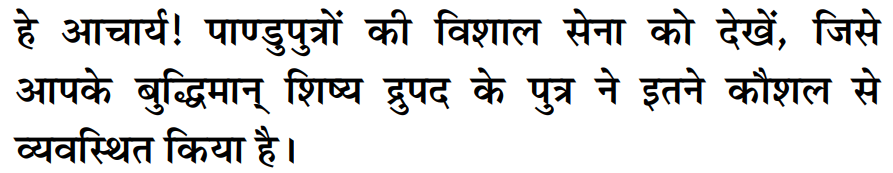 हे आचार्य! पाण्डुपुत्रों की विशाल सेना को देखें, जिसे
आपके बुद्धिमान् शिष्य द्रुपद के पुत्र ने इतने कौशल से
व्यवस्थित किया है।